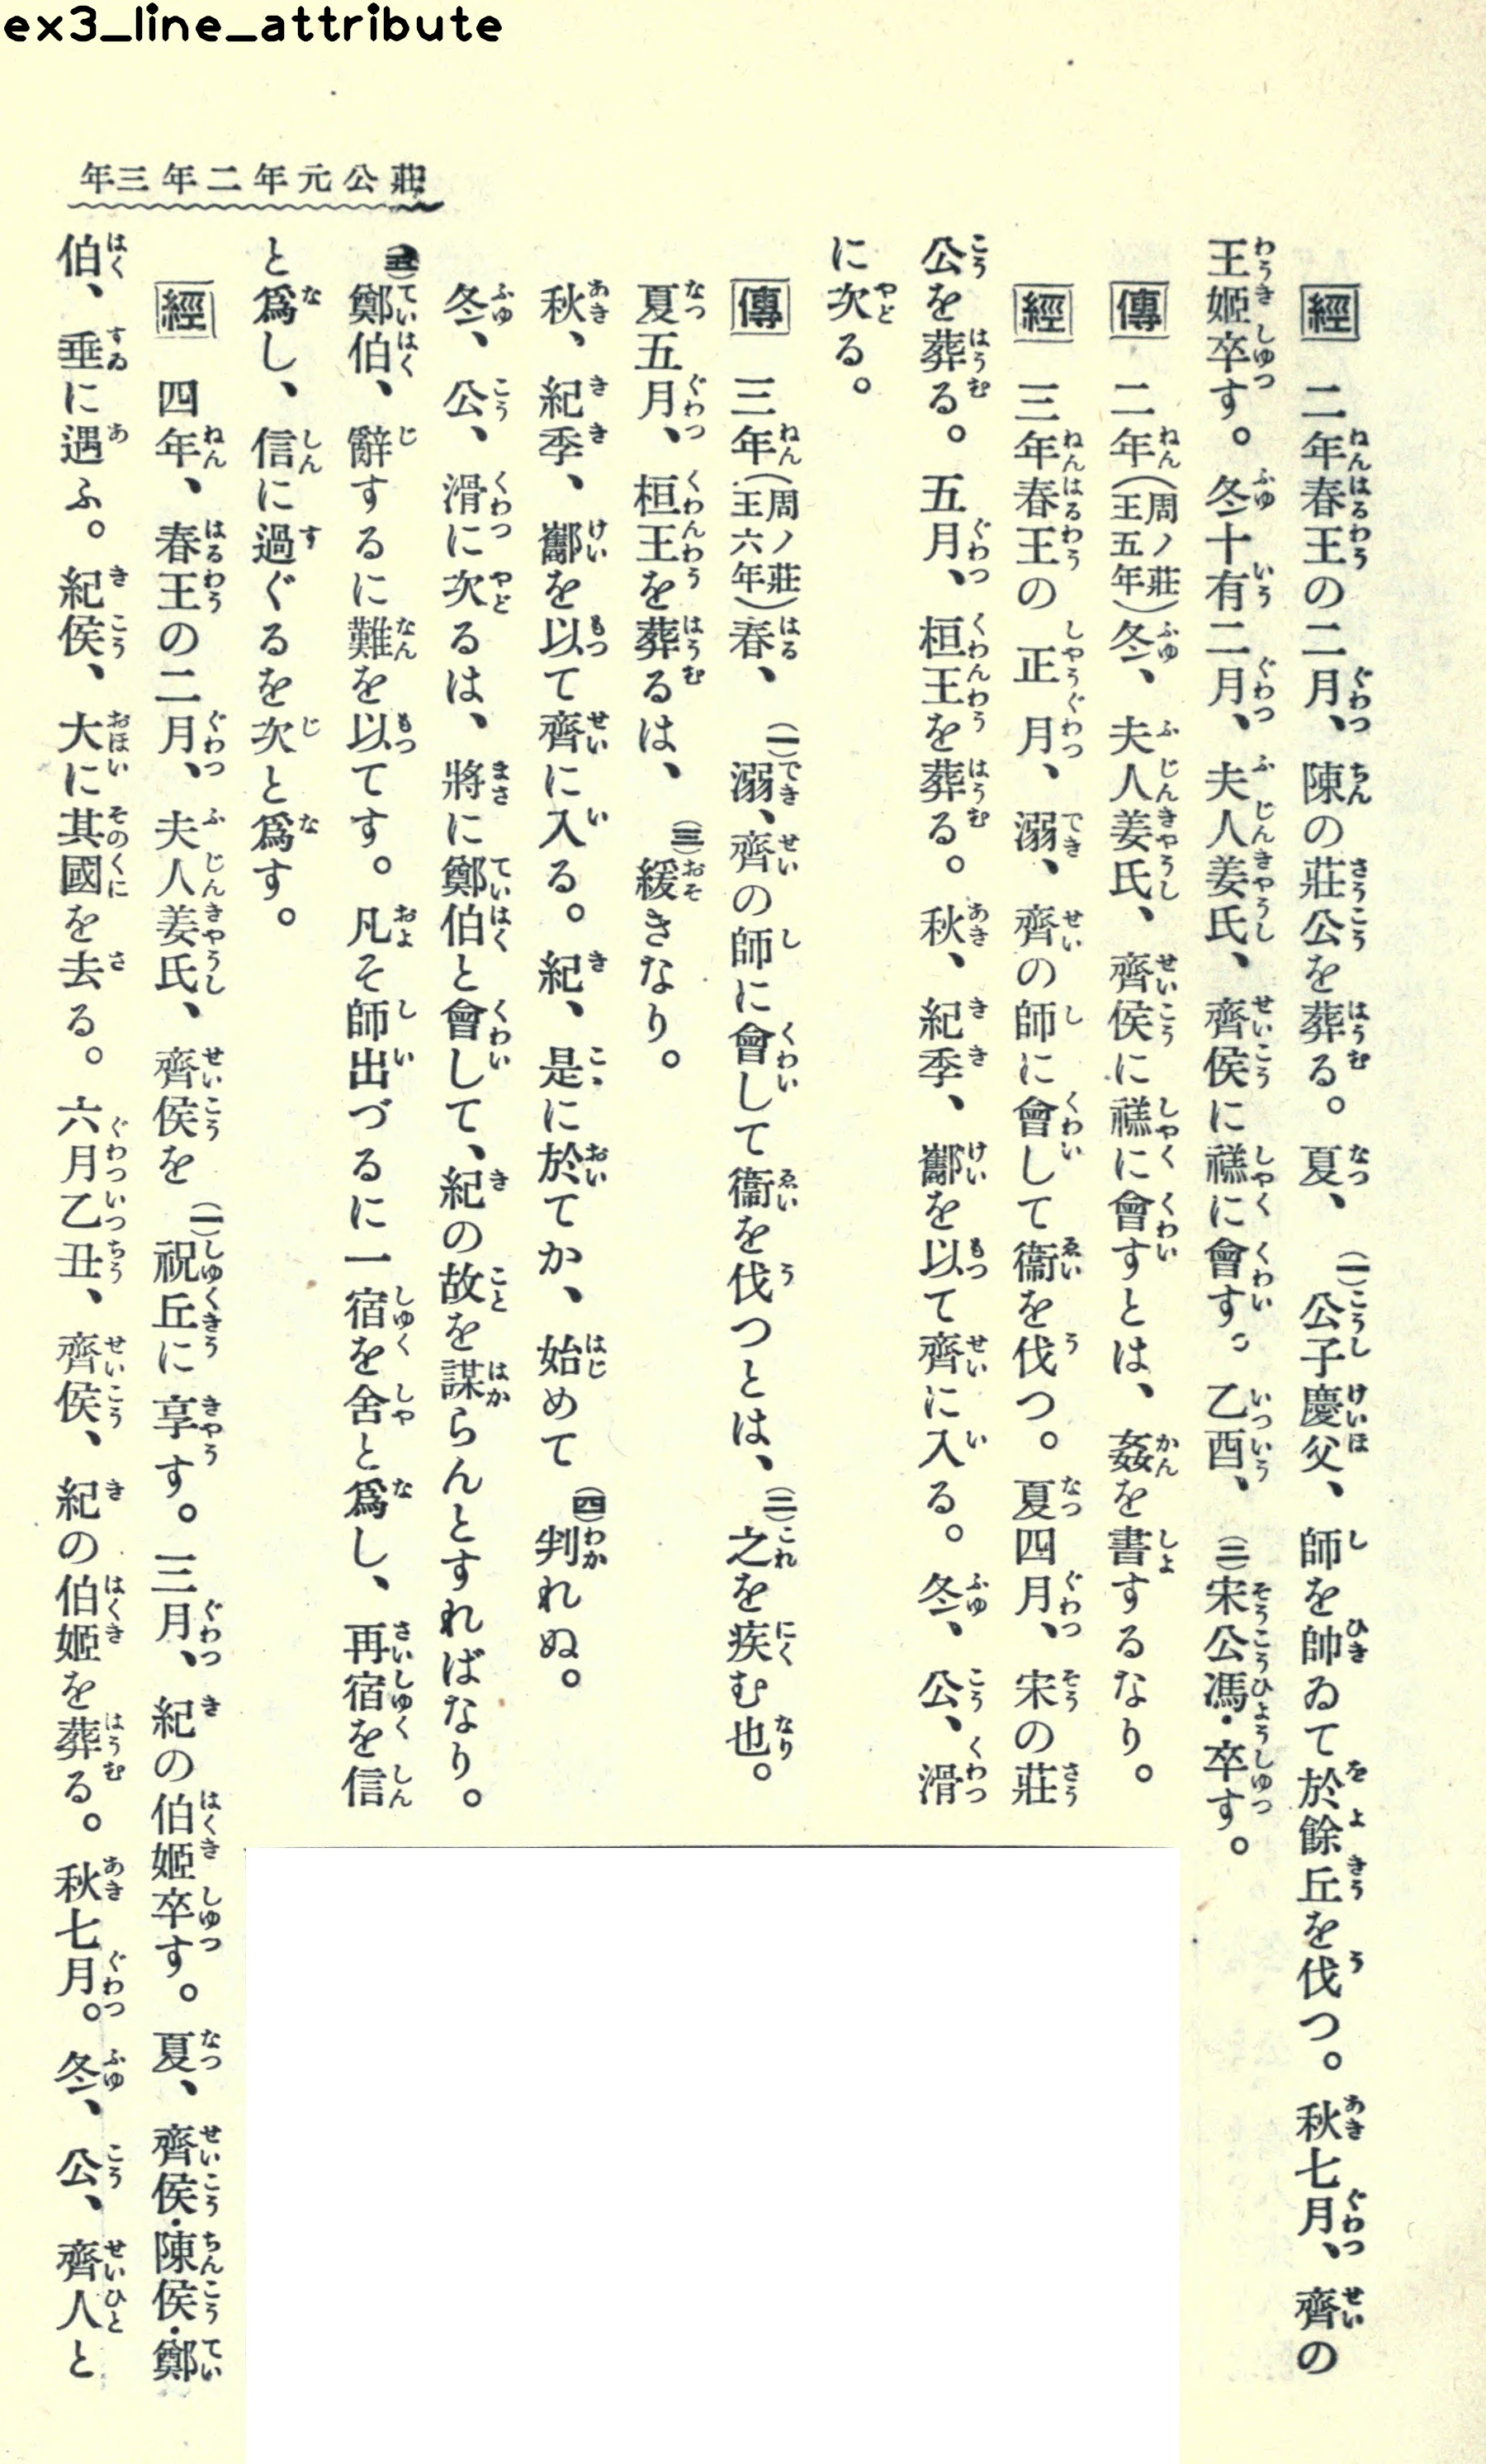 ex3_line_attribute
莊公元年二年三年
經　二年春王の二月、陳の莊公を葬る。夏、(一)公子慶父、師を帥ゐて於餘丘を伐つ。秋七月、齊の
王姬卒す。冬十有二月、夫人姜氏、齊侯に禚に會す。乙酉、(二)宋公馮・卒す。
傳　二年(周ノ莊王五年)冬、夫人姜氏、齊侯に禚に會すとは、姦を書するなり。
經　三年春王の正月、溺、齊の師に會して衞を伐つ。夏四月、宋の莊
公を葬る。五月、桓王を葬る。秋、紀季、酅を以て齊に入る。冬、公、滑
に次る。
傳　三年(周ノ莊王六年)春、(一)溺、齊の師に會して衞を伐つとは、(二)之を疾む也。
夏五月、桓王を葬るは、(三)緩きなり。
秋、紀季、酅を以て齊に入る。紀、是に於てか、始めて(四)判れぬ。
冬、公、滑に次るは、將に鄭伯と會して、紀の故を謀らんとすればなり。
(五)鄭伯、辭するに難を以てす。凡そ師出づるに一宿を舍と爲し、再宿を信
と爲し、信に過ぐるを次と爲す。
經　四年、春王の二月、夫人姜氏、齊侯を(一)祝丘に享す。三月、紀の伯姬卒す。夏、齊侯・陳侯・鄭
伯、垂に遇ふ。紀侯、大に其國を去る。六月乙丑、齊侯、紀の伯姬を葬る。秋七月。冬、公、齊人と